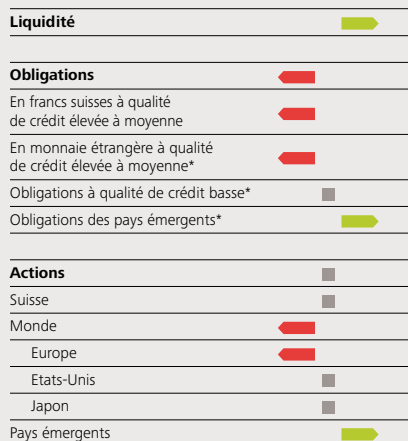 Liquidité
Obligations
En francs suisses à qualité
de crédit élevée à moyenne
En monnaie étrangère à qualité
de crédit élevée à moyenne*
Obligations à qualité de crédit basse*
Obligations des pays émergents*
Actions
Suisse
Monde
Europe
Etats-Unis
Japon
Pays émergents